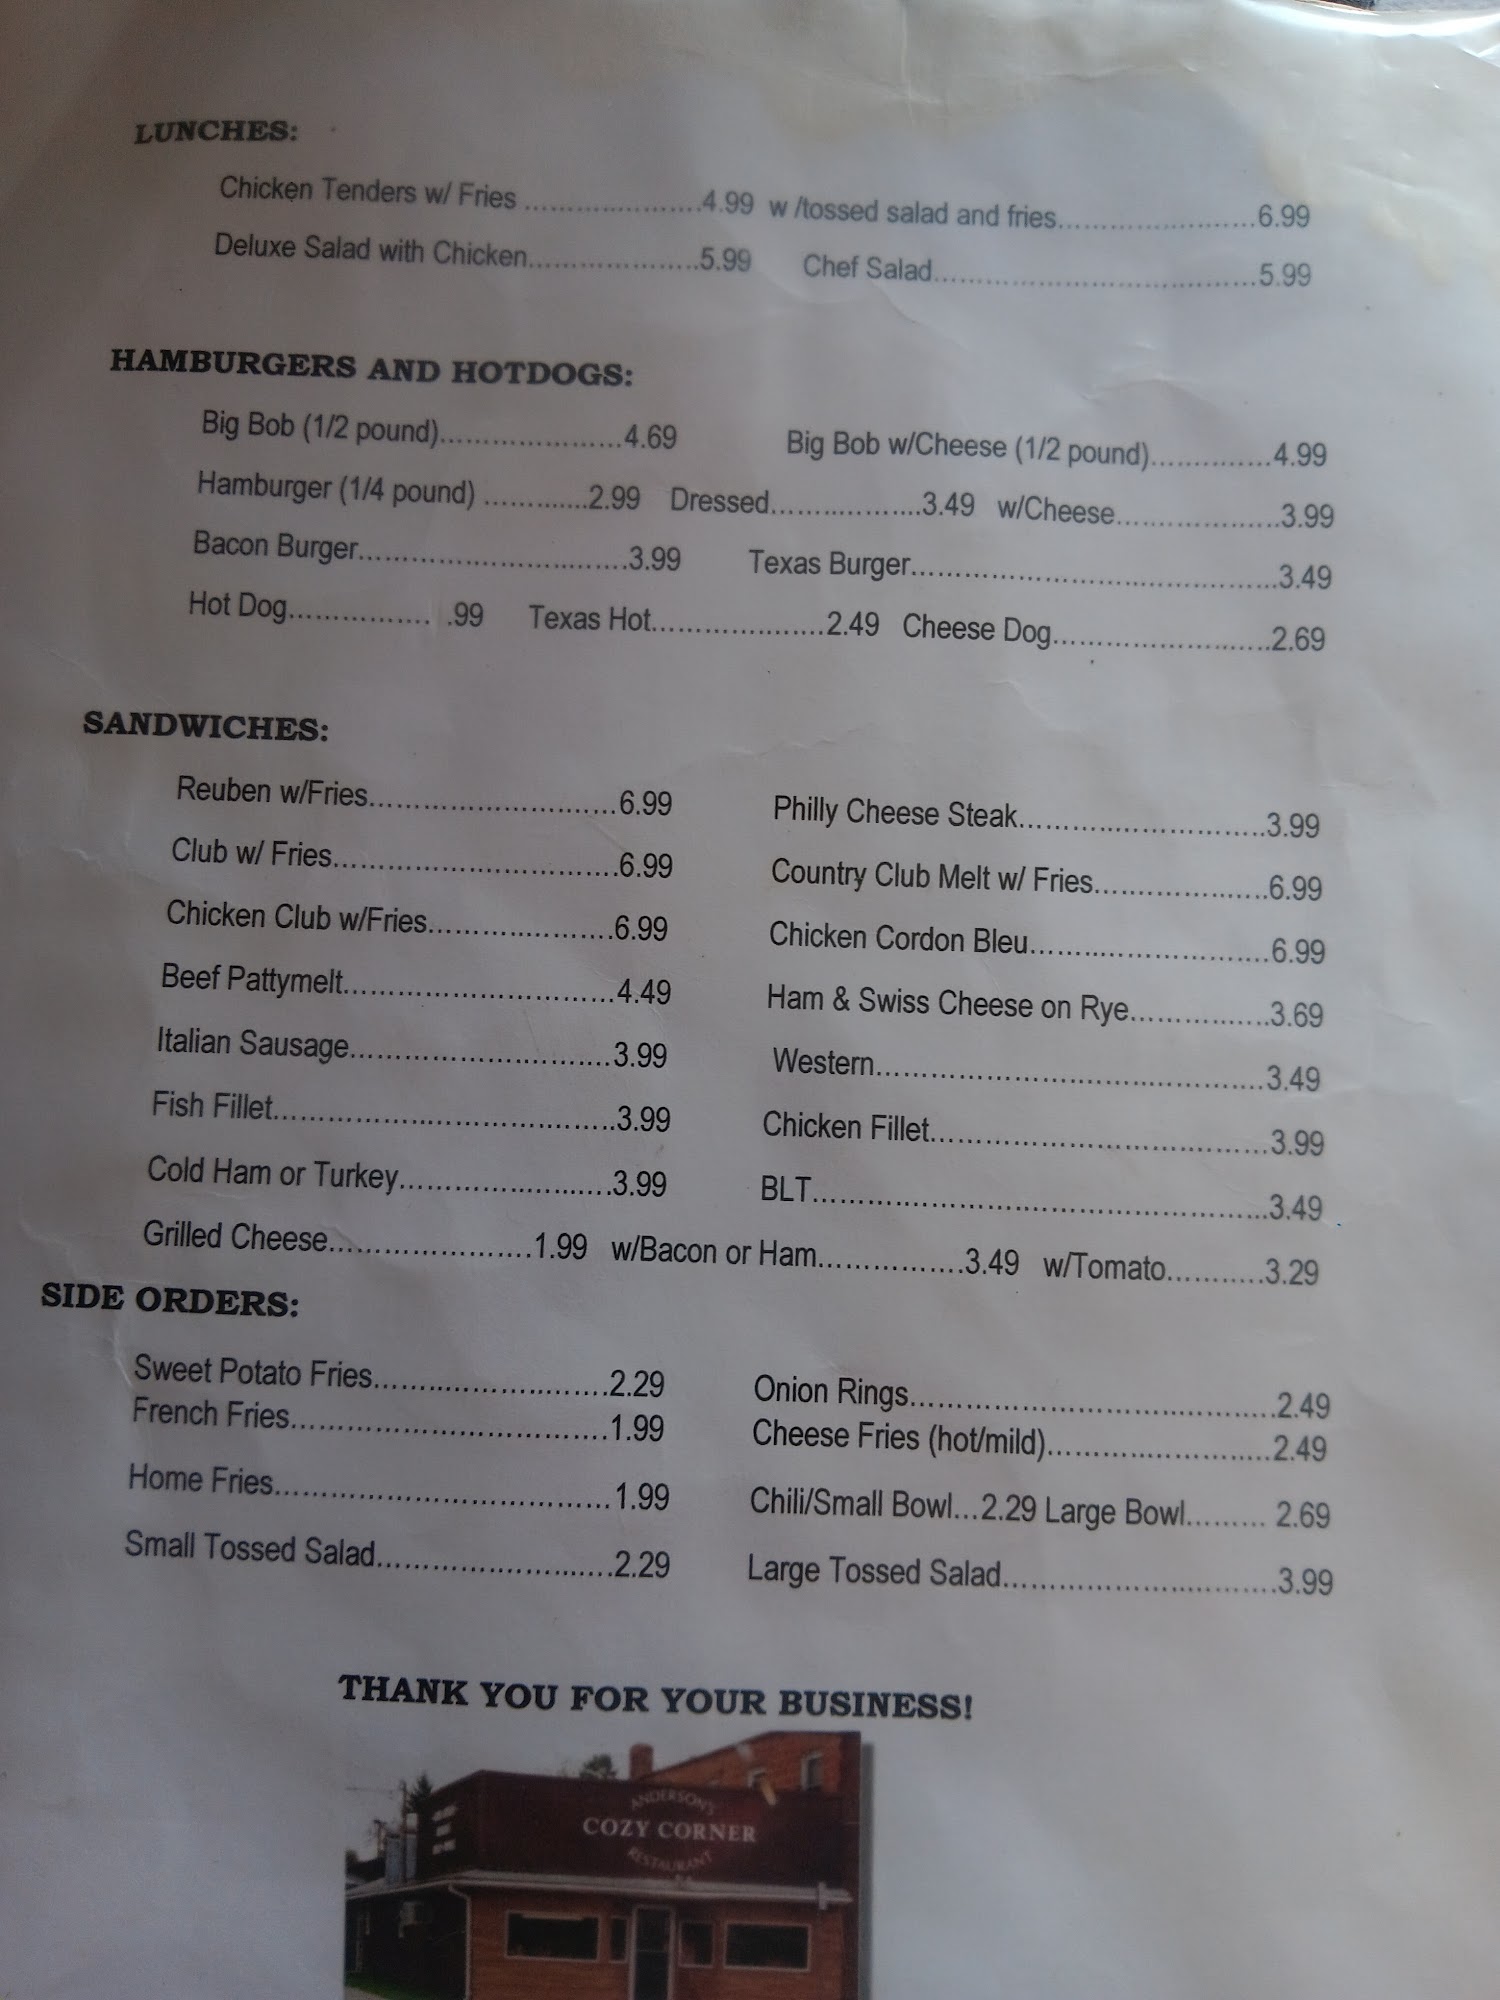 LUNCHES:
Chicken Tenders w/ Fries ........................4.99 w /tossed salad and fries...........................6.99
Deluxe Salad with Chicken.......................5.99 Chef Salad...........................................5.99
HAMBURGERS AND HOTDOGS:
Big Bob (1/2 pound)........................4.69 Big Bob w/Cheese (1/2 pound)................4.99
Hamburger (1/4 pound) ..............2.99 Dressed....................3.49 w/Cheese......................3.99
Bacon Burger....................................3.99 Texas Burger.................................................3.49
Hot Dog................... .99 Texas Hot.......................2.49 Cheese Dog.............................2.69
SANDWICHES:
Reuben w/Fries.................................6.99 Philly Cheese Steak.................................3.99
Club w/ Fries......................................6.99 Country Club Melt w/ Fries.......................6.99
Chicken Club w/Fries........................6.99 Chicken Cordon Bleu................................6.99
Beef Pattymelt....................................4.49 Ham & Swiss Cheese on Rye..................3.69
Italian Sausage...................................3.99 Western....................................................3.49
Fish Fillet..............................................3.99 Chicken Fillet.............................................3.99
Cold Ham or Turkey............................3.99 BLT.............................................................3.49
Grilled Cheese...........................1.99 w/Bacon or Ham...................3.49 w/Tomato.............3.29
SIDE ORDERS:
Sweet Potato Fries...............................2.29 Onion Rings.................................................2.49
French Fries..........................................1.99 Cheese Fries (hot/mild).............................2.49
Home Fries.............................................1.99 Chili/Small Bowl...2.29 Large Bowl......... 2.69
Small Tossed Salad...............................2.29 Large Tossed Salad....................................3.99
THANK YOU FOR YOUR BUSINESS!
ANDERSON'S
COZY CORNER
RESTAURANT